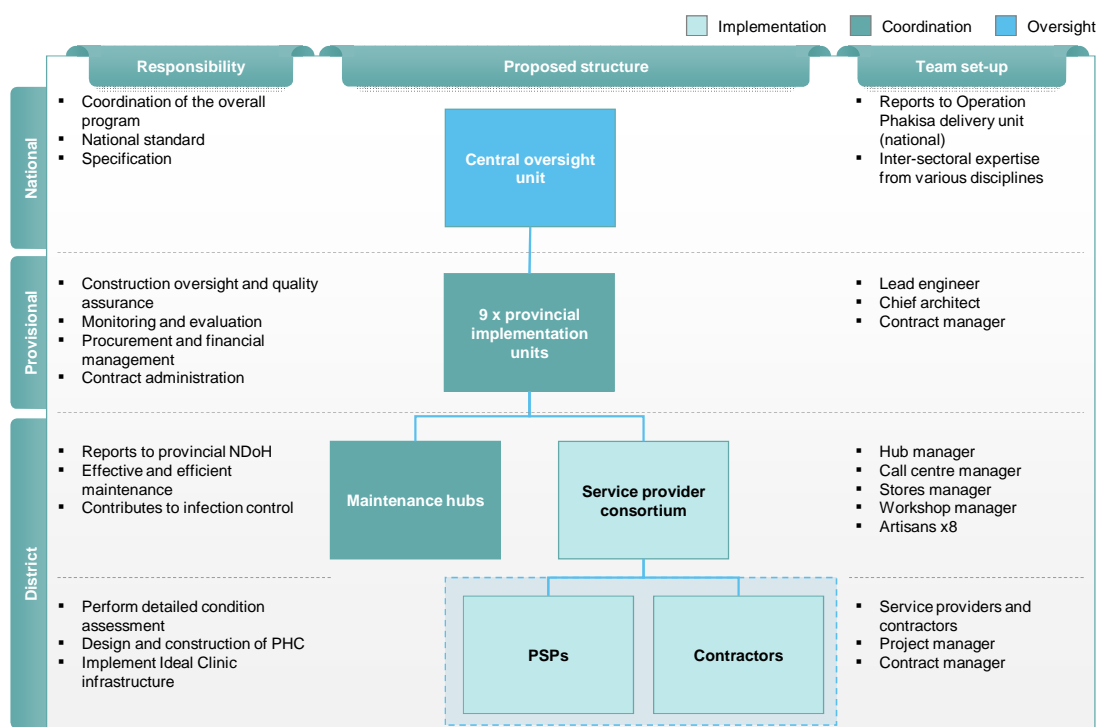 Implementation
Coordination
Oversight
Responsibility
Proposed structure
Team set-up
National
▪ Coordination of the overall
program
▪ National standard
▪ Specification
Central oversight
unit
▪ Reports to Operation
Phakisa delivery unit
(national)
▪ Inter-sectoral expertise
from various disciplines
Provisional
▪ Construction oversight and quality
assurance
▪ Monitoring and evaluation
▪ Procurement and financial
management
▪ Contract administration
9 x provincial
implementation
units
▪ Lead engineer
▪ Chief architect
▪ Contract manager
District
▪ Reports to provincial NDoH
▪ Effective and efficient
maintenance
▪ Contributes to infection control
Maintenance hubs
Service provider
consortium
▪ Hub manager
▪ Call centre manager
▪ Stores manager
▪ Workshop manager
▪ Artisans x8
▪ Perform detailed condition
assessment
▪ Design and construction of PHC
▪ Implement Ideal Clinic
infrastructure
PSPs
Contractors
▪ Service providers and
contractors
▪ Project manager
▪ Contract manager